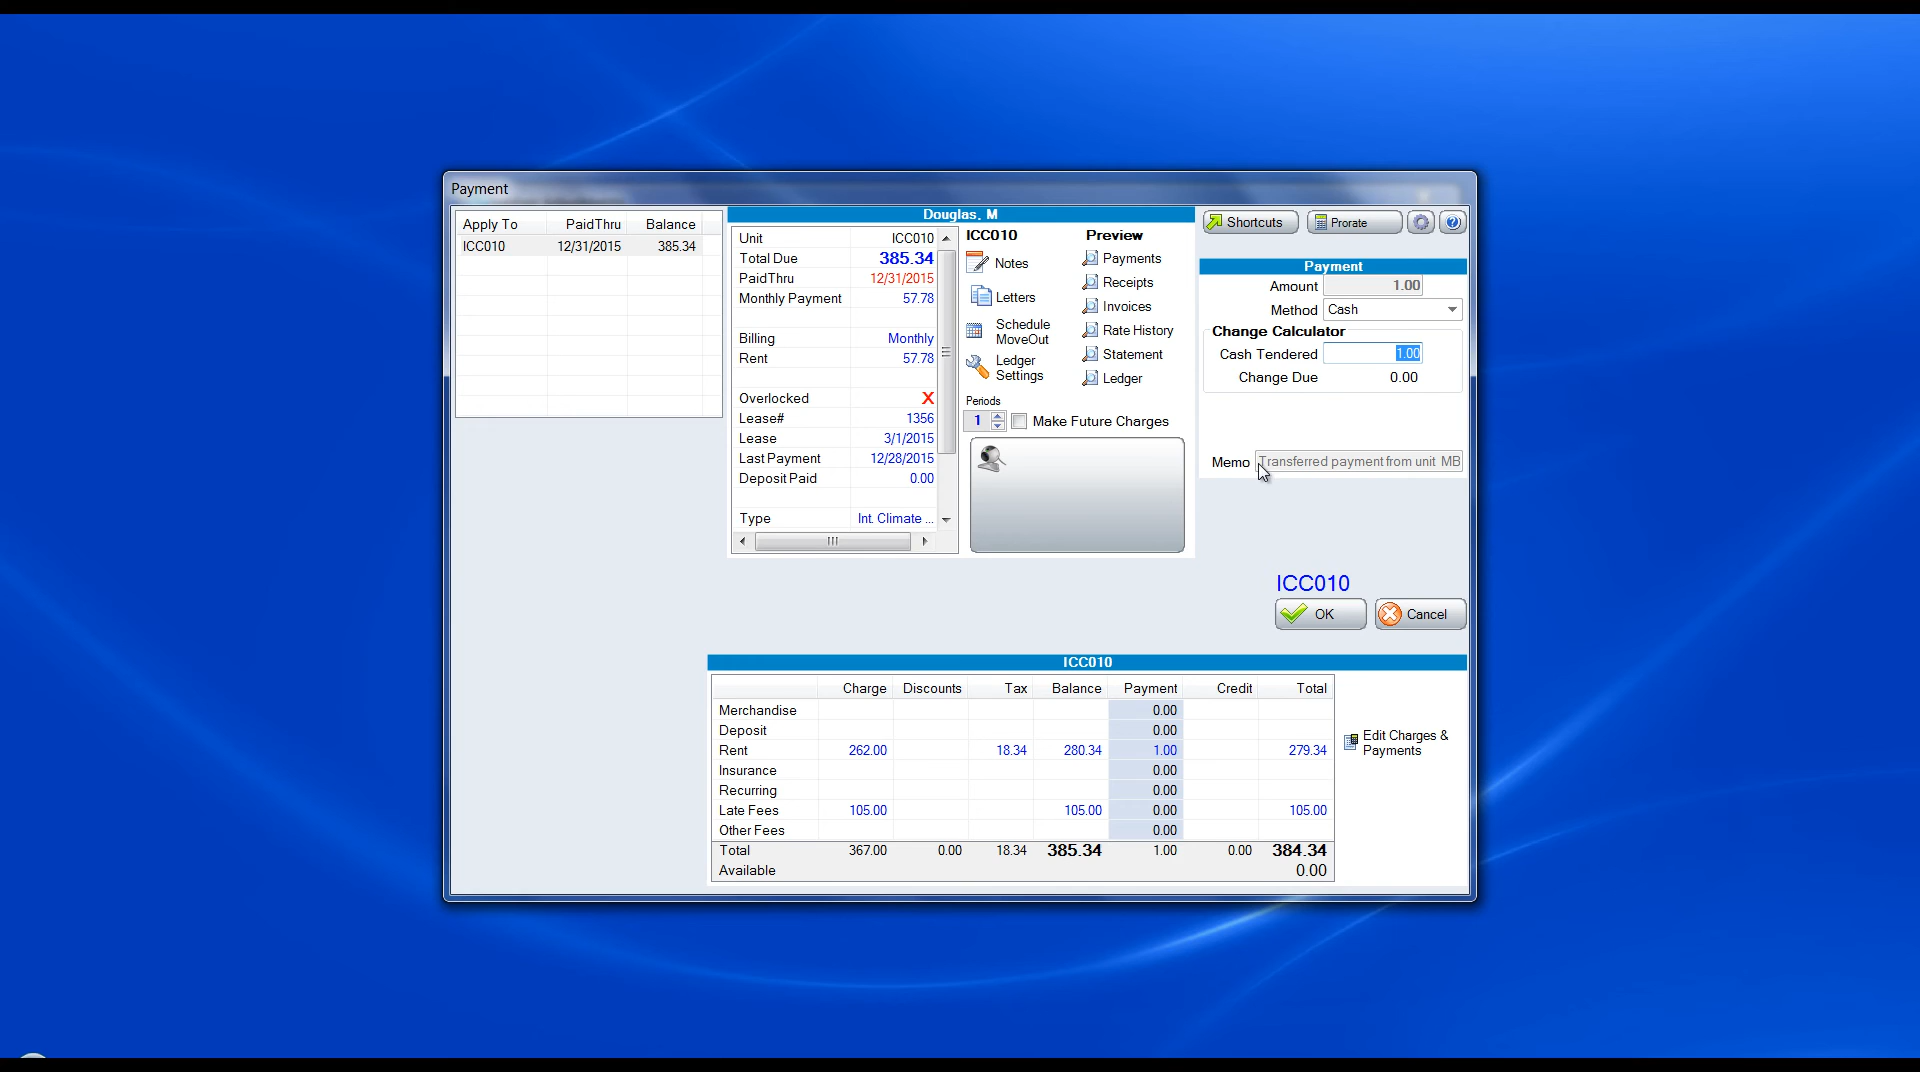 Payment
Apply To PaidThru Balance
ICC010 12/31/2015 385.34
Douglas, M
Unit ICC010
Total Due 385.34
PaidThru 12/31/2015
Monthly Payment 57.78
Billing Monthly
Rent 57.78
Overlocked X
Lease# 1356
Lease 3/1/2015
Last Payment 12/28/2015
Deposit Paid 0.00
Type Int. Climate ...
ICC010
Notes
Letters
Schedule
MoveOut
Ledger
Settings
Preview
Payments
Receipts
Invoices
Rate History
Statement
Ledger
Periods
1 Make Future Charges
Shortcuts Prorate
Payment
Amount 1.00
Method Cash
Change Calculator
Cash Tendered 1.00
Change Due 0.00
Memo Transferred payment from unit MB
ICC010
OK Cancel
ICC010
Charge Discounts Tax Balance Payment Credit Total
Merchandise 0.00
Deposit 0.00
Rent 262.00 18.34 280.34 1.00 279.34
Insurance 0.00
Recurring 0.00
Late Fees 105.00 105.00 0.00 105.00
Other Fees 0.00
Total 367.00 0.00 18.34 385.34 1.00 0.00 384.34
Available 0.00
Edit Charges &
Payments